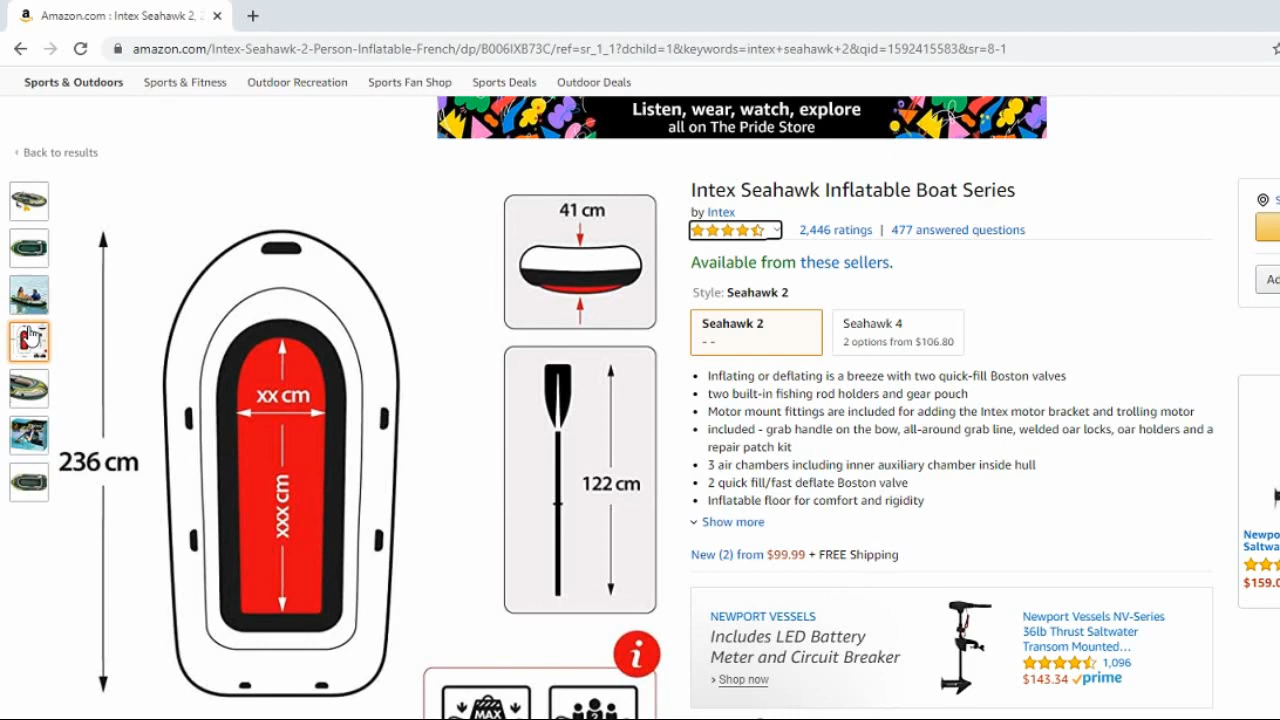 Amazon.com : Intex Seahawk 2, 2
amazon.com/Intex-Seahawk-2-Person-Inflatable-French/dp/B006IXB73C/ref=sr_1_1?dchild=1&keywords=intex+seahawk+2&qid=1592415583&sr=8-1
Sports & Outdoors Sports & Fitness Outdoor Recreation Sports Fan Shop Sports Deals Outdoor Deals
Listen, wear, watch, explore
all on The Pride Store
‹ Back to results
Intex Seahawk Inflatable Boat Series
by Intex
2,446 ratings | 477 answered questions
Available from these sellers.
Style: Seahawk 2
Seahawk 2
- -
Seahawk 4
2 options from $106.80
• Inflating or deflating is a breeze with two quick-fill Boston valves
• two built-in fishing rod holders and gear pouch
• Motor mount fittings are included for adding the Intex motor bracket and trolling motor
• included - grab handle on the bow, all-around grab line, welded oar locks, oar holders and a
repair patch kit
• 3 air chambers including inner auxiliary chamber inside hull
• 2 quick fill/fast deflate Boston valve
• Inflatable floor for comfort and rigidity
Show more
New (2) from $99.99 + FREE Shipping
NEWPORT VESSELS
Includes LED Battery
Meter and Circuit Breaker
› Shop now
Newport Vessels NV-Series
36lb Thrust Saltwater
Transom Mounted...
1,096
$143.34 prime
236 cm
xx cm
xxx cm
41 cm
122 cm
i
MAX
2
S
Ad
Newpo
Saltwa
$159.0